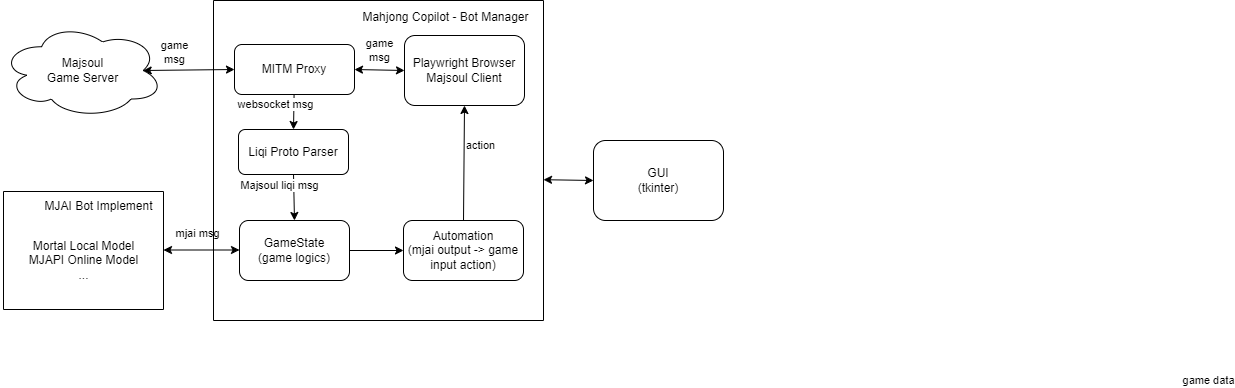 Mahjong Copilot - Bot Manager
Majsoul
Game Server
game
msg
MITM Proxy
game
msg
Playwright Browser
Majsoul Client
websocket msg
Liqi Proto Parser
action
Majsoul liqi msg
GUI
(tkinter)
MJAI Bot Implement
Mortal Local Model
MJAPI Online Model
...
mjai msg
GameState
(game logics)
Automation
(mjai output -> game
input action)
game data